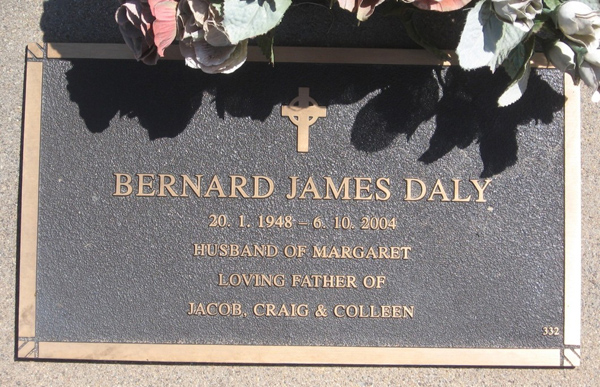 BERNARD JAMES DALY
20. 1. 1948 – 6. 10. 2004
HUSBAND OF MARGARET
LOVING FATHER OF
JACOB, CRAIG & COLLEEN
332